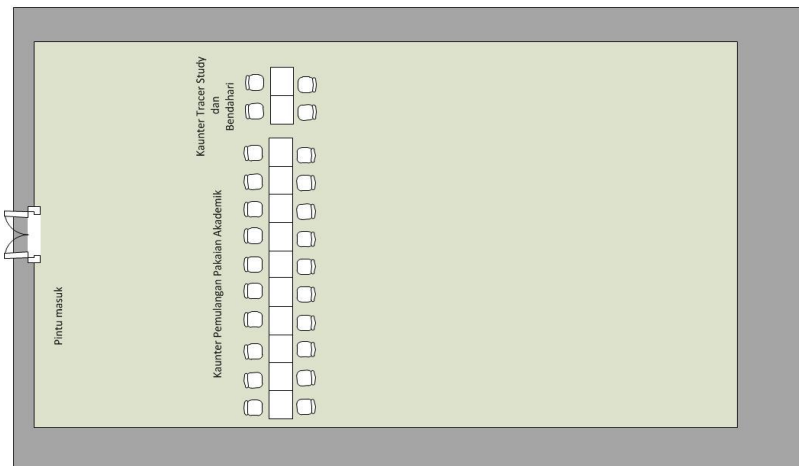 Kaunter Tracer Study
dan
Bendahari
Kaunter Pemulangan Pakaian Akademik
Pintu masuk